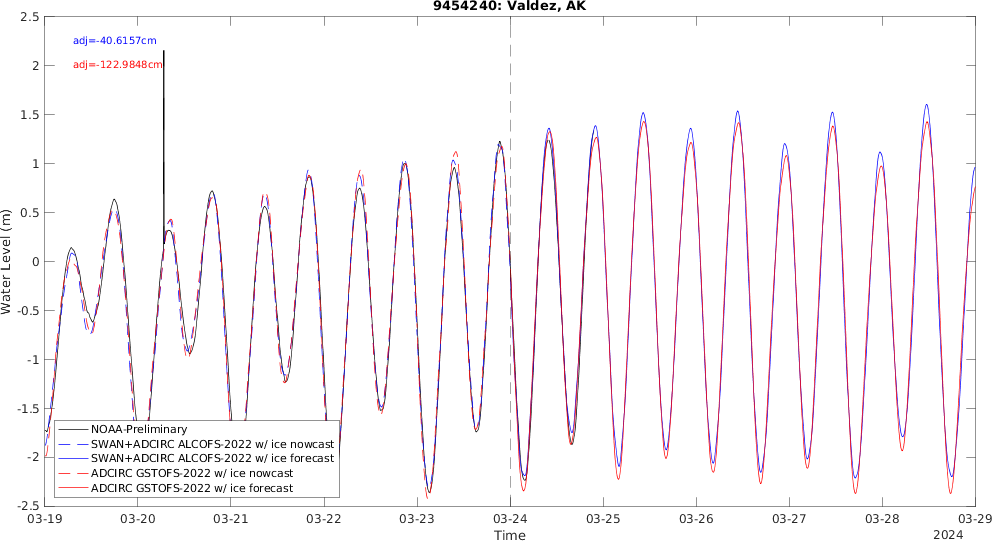 9454240: Valdez, AK
adj=-40.6157cm
adj=-122.9848cm
Water Level (m)
2.5
2
1.5
1
0.5
0
-0.5
-1
-1.5
-2
-2.5
NOAA-Preliminary
SWAN+ADCIRC ALCOFS-2022 w/ ice nowcast
SWAN+ADCIRC ALCOFS-2022 w/ ice forecast
ADCIRC GSTOFS-2022 w/ ice nowcast
ADCIRC GSTOFS-2022 w/ ice forecast
03-19 03-20 03-21 03-22 03-23 03-24 03-25 03-26 03-27 03-28 03-29
Time
2024